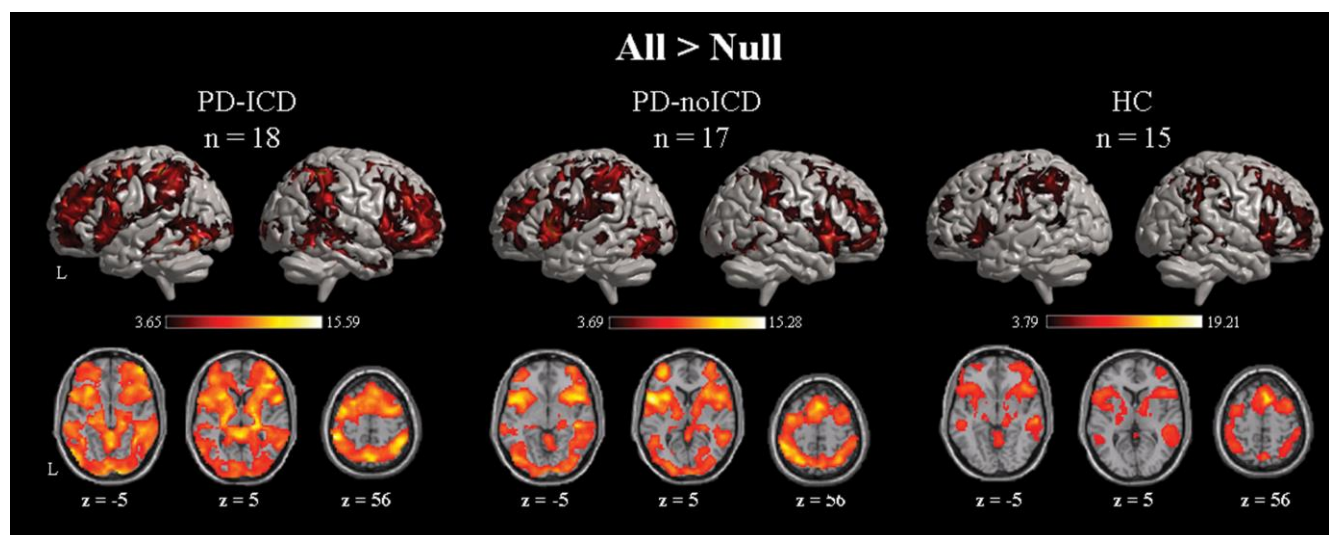 All > Null
PD-ICD
n = 18
PD-noICD
n = 17
HC
n = 15
L
3.65 15.59
3.69 15.28
3.79 19.21
L
z = -5 z = 5 z = 56
z = -5 z = 5 z = 56
z = -5 z = 5 z = 56